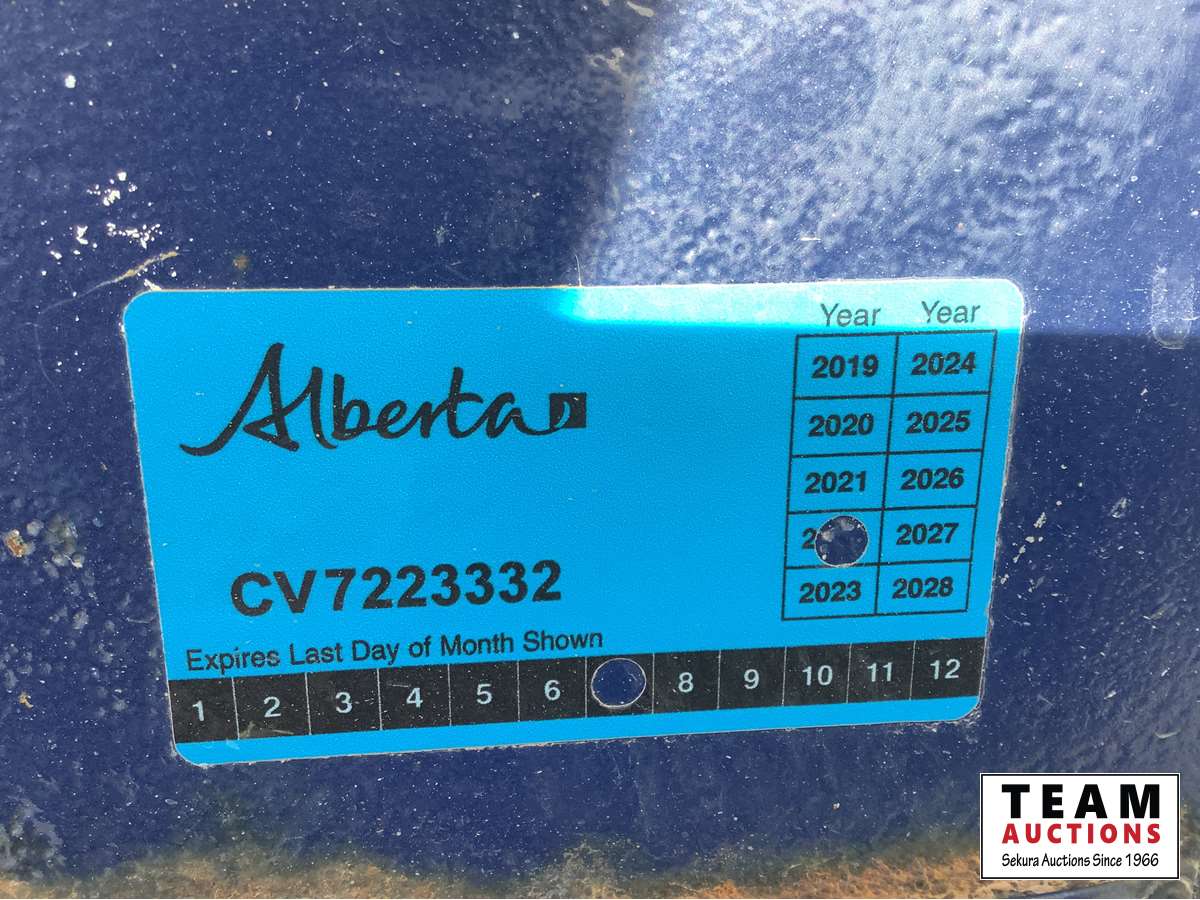 Alberta
Year Year
2019 2024
2020 2025
2021 2026
2 2027
2023 2028
CV7223332
Expires Last Day of Month Shown
1 2 3 4 5 6 8 9 10 11 12
TEAM
AUCTIONS
Sekura Auctions Since 1966